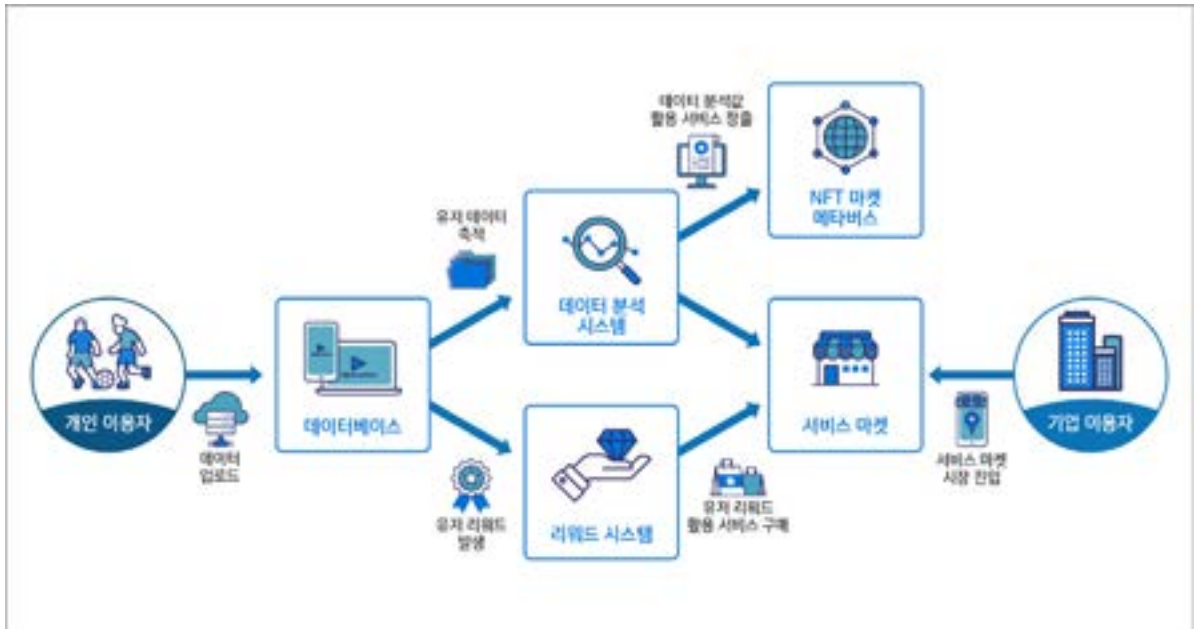 데이터 분석값
활용 서비스 창출
NFT 마켓
메타버스
유저 데이터
축적
데이터 분석
시스템
개인 이용자
데이터
업로드
데이터베이스
서비스 마켓
기업 이용자
서비스 마켓
시장 진입
유저 리워드
발생
리워드 시스템
유저 리워드
활용 서비스 구매